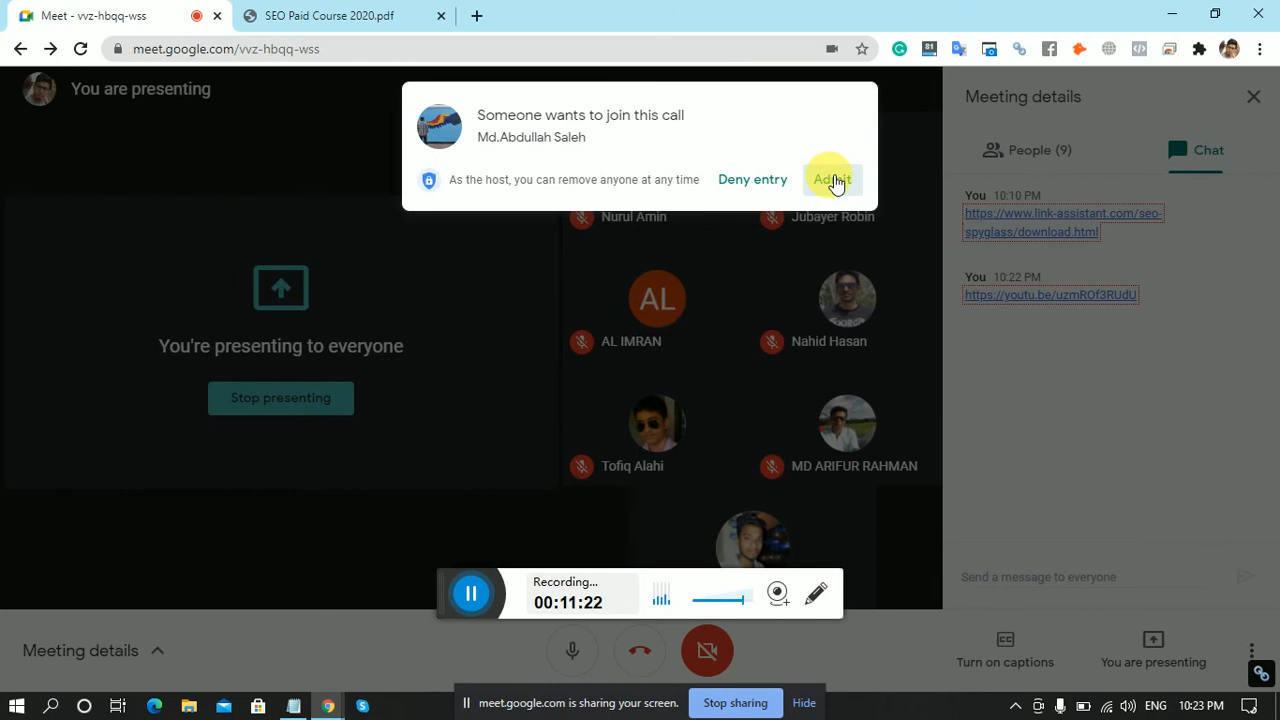 Meet - vvz-hbqq-wss
SEO Paid Course 2020.pdf
meet.google.com/vvz-hbqq-wss
81
You are presenting
Someone wants to join this call
Md.Abdullah Saleh
As the host, you can remove anyone at any time
Deny entry
Admit
Meeting details
People (9)
Chat
You 10:10 PM
https://www.link-assistant.com/seo-
spyglass/download.html
You 10:22 PM
https://youtu.be/uzmROf3RUdU
Nurul Amin
Jubayer Robin
AL
AL IMRAN
Nahid Hasan
You're presenting to everyone
Stop presenting
Tofiq Alahi
MD ARIFUR RAHMAN
Send a message to everyone
Recording...
00:11:22
Meeting details
Turn on captions
You are presenting
meet.google.com is sharing your screen.
Stop sharing
Hide
10:23 PM